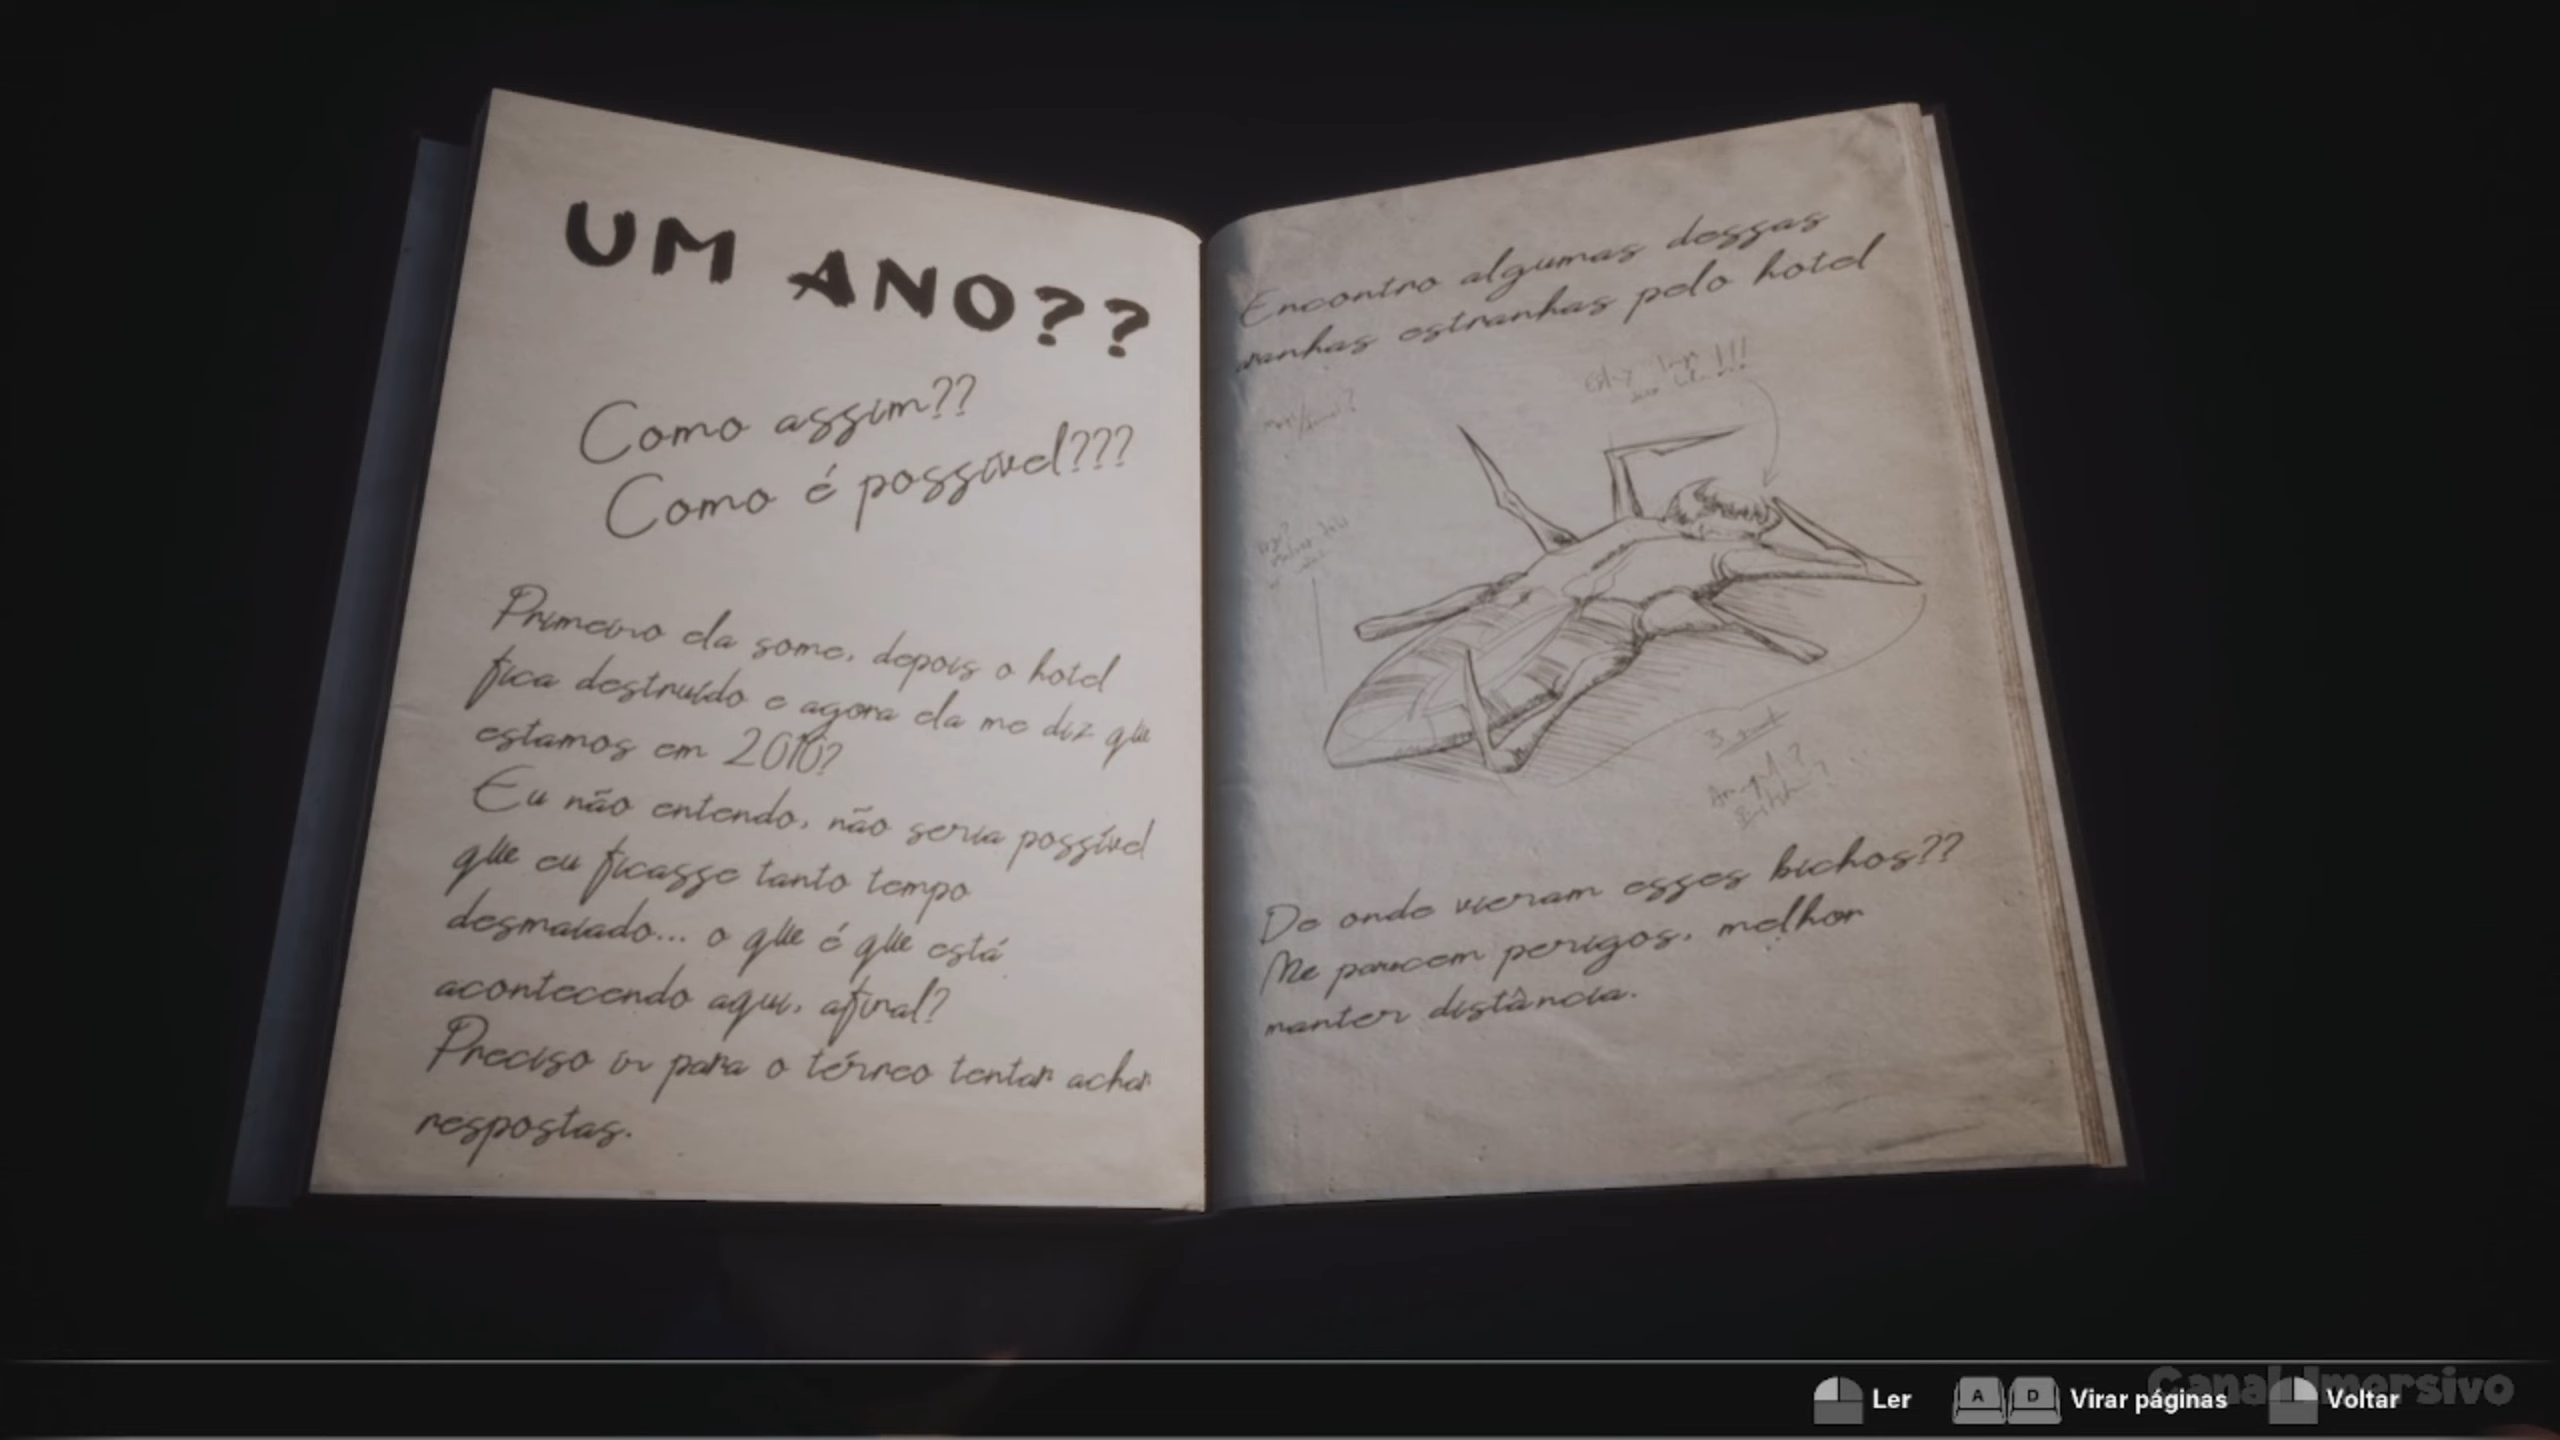 UM ANO??
Como assim??
Como é possível???
Primeiro ela some, depois o hotel
fica destruído e agora ela me diz que
estamos em 2010?
Eu não entendo, não seria possível
que eu ficasse tanto tempo
desmaiado... o que é que está
acontecendo aqui, afinal?
Preciso ir para o térreo tentar achar
respostas.
Encontro algumas dessas
aranhas estranhas pelo hotel
De onde vieram esses bichos??
Me parecem perigos, melhor
manter distância.
Ler
A D Virar páginas
Voltar
Canal Imersivo